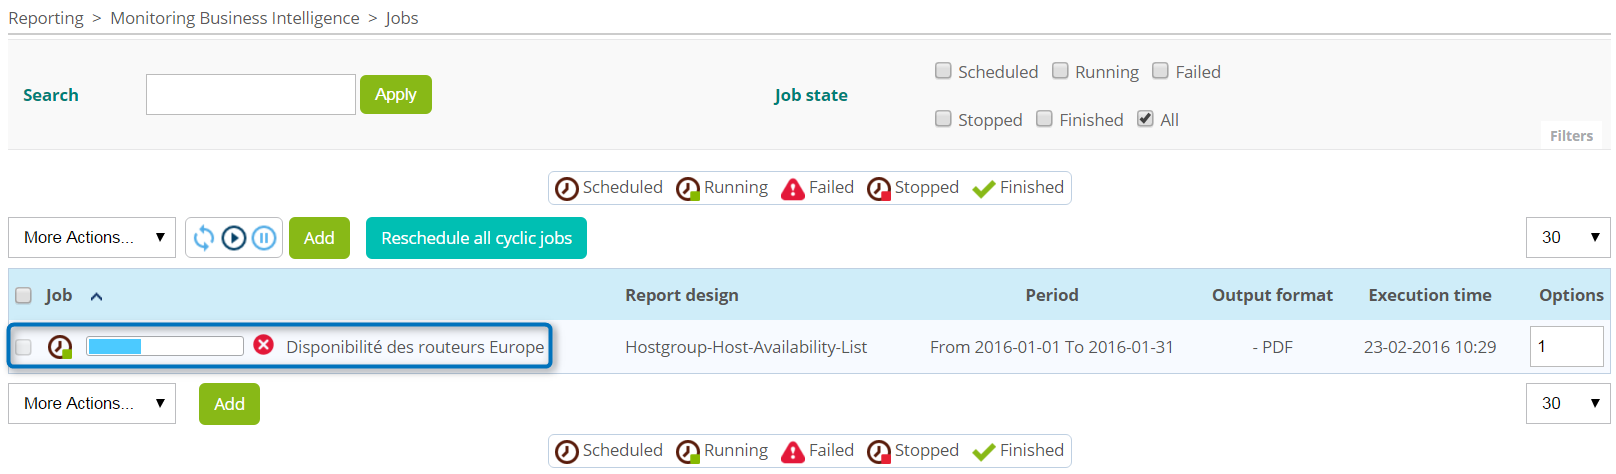 Reporting > Monitoring Business Intelligence > Jobs
Search Apply Job state Scheduled Running Failed
Stopped Finished All
Filters
Scheduled Running Failed Stopped Finished
More Actions... Add Reschedule all cyclic jobs 30
Job Report design Period Output format Execution time Options
Disponibilité des routeurs Europe Hostgroup-Host-Availability-List From 2016-01-01 To 2016-01-31 - PDF 23-02-2016 10:29 1
More Actions... Add 30
Scheduled Running Failed Stopped Finished